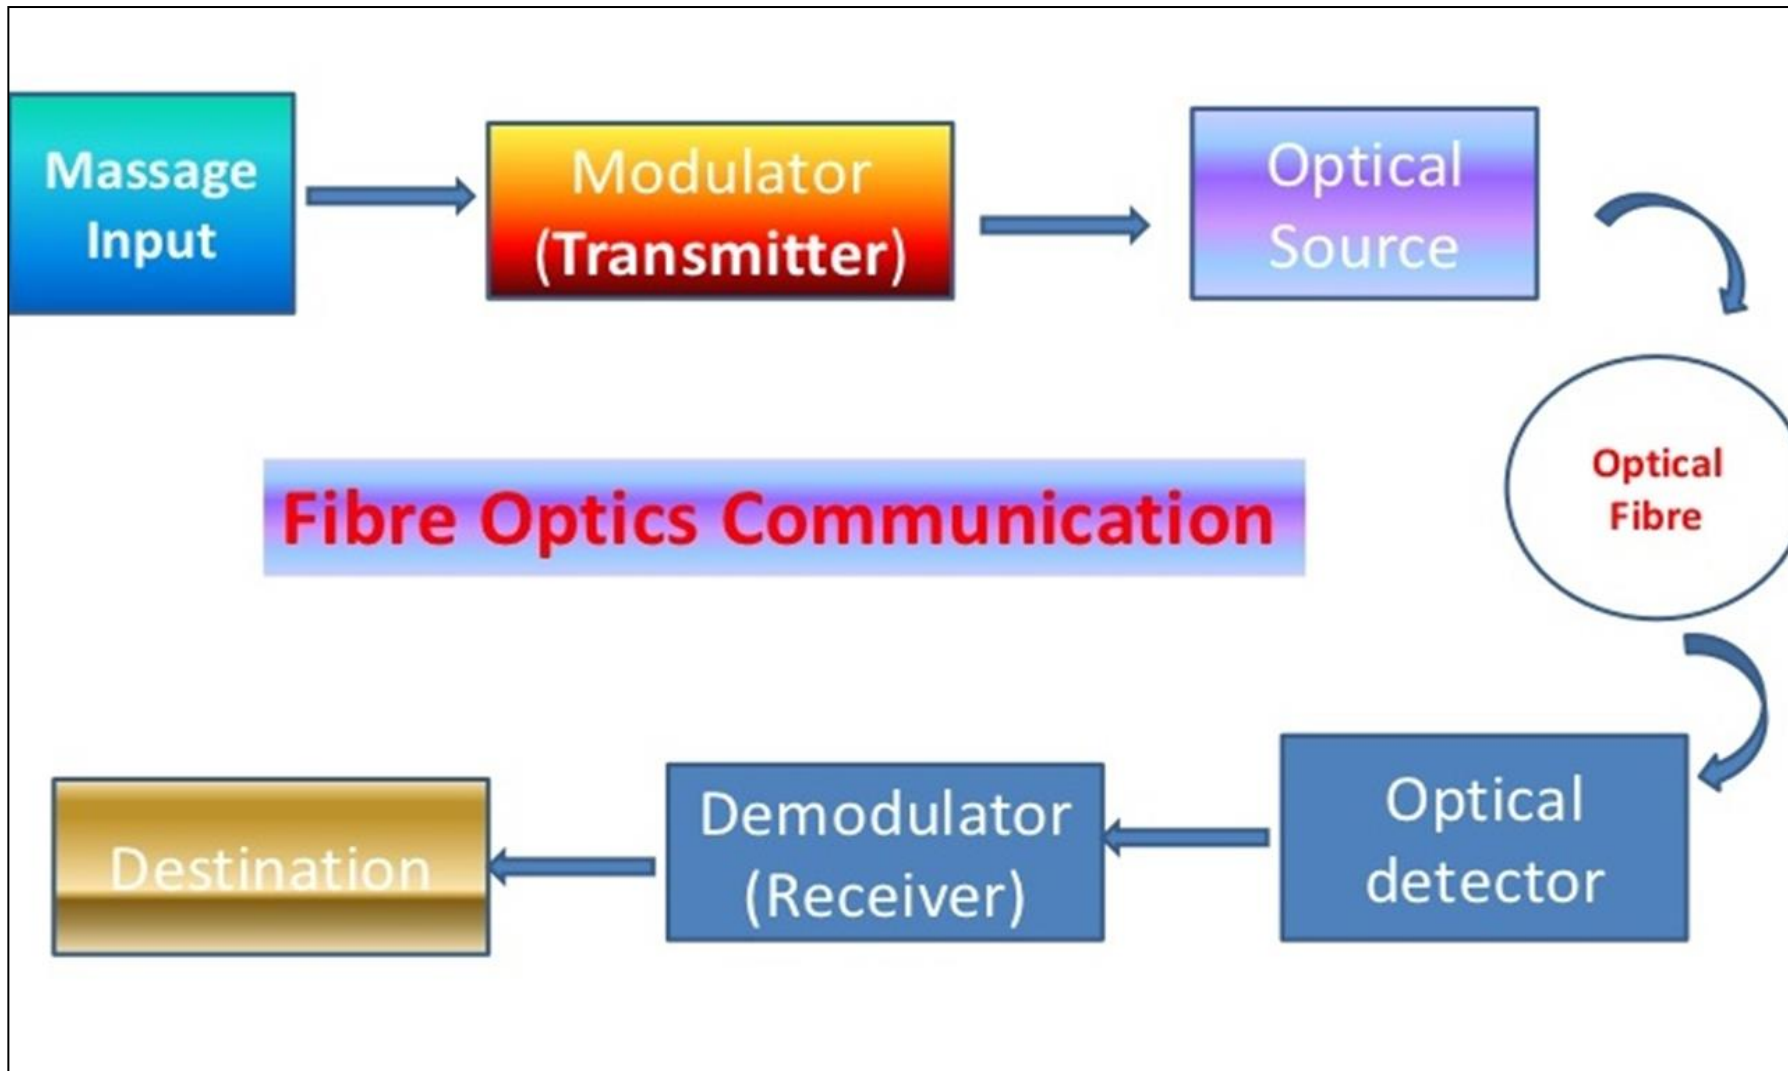 Massage
Input
Modulator
(Transmitter)
Optical
Source
Optical
Fibre
Fibre Optics Communication
Optical
detector
Demodulator
(Receiver)
Destination